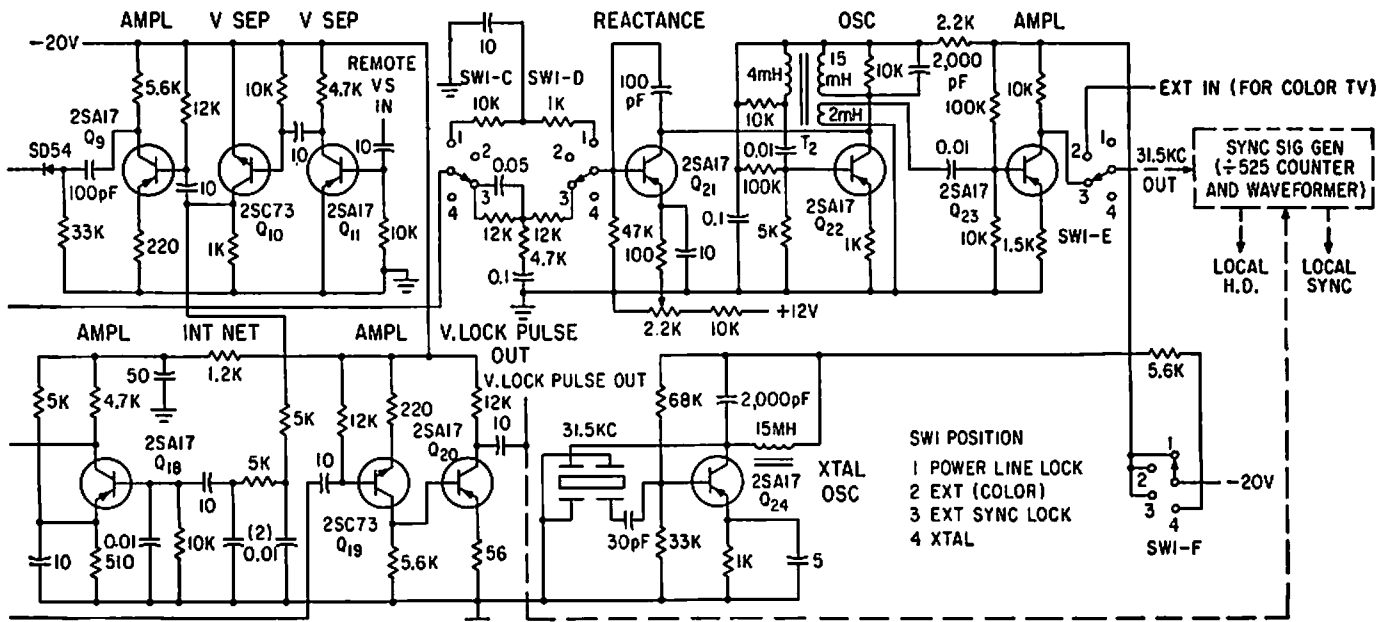 AMPL V SEP V SEP REACTANCE OSC AMPL
-20V
5.6K
12K
10K
4.7K
REMOTE VS IN
10
2SA17
Q9
SD54
100pF
33K
220
10
1K
2SC73
Q10
10
2SA17
Q11
10K
10
SW1-C
SW1-D
10K
1K
1
2
3
4
0.05
12K
12K
4.7K
0.1
1
2
3
4
100 pF
2SA17
Q21
47K
100
10
2.2K
10K
+12V
4mH
15 mH
2mH
T2
10K
10K
0.01
100K
0.1
5K
2SA17
Q22
1K
2,000 pF
2.2K
100K
0.01
2SA17
Q23
10K
10K
1.5K
1
2
3
4
SW1-E
EXT IN (FOR COLOR TV)
31.5KC
OUT
SYNC SIG GEN
(÷525 COUNTER
AND WAVEFORMER)
LOCAL
H.D.
LOCAL
SYNC
AMPL INT NET AMPL V.LOCK PULSE
OUT
5K
4.7K
50
1.2K
2SA17
Q18
10
510
0.01
10K
10
5K
(2)
0.01
5K
10
12K
220
2SC73
Q19
5.6K
2SA17
Q20
12K
10
56
V.LOCK PULSE OUT
31.5KC
30pF
68K
33K
2,000pF
15MH
2SA17
Q24
1K
5
XTAL
OSC
5.6K
SW1 POSITION
1 POWER LINE LOCK
2 EXT (COLOR)
3 EXT SYNC LOCK
4 XTAL
1
2
3
4
-20V
SW1-F